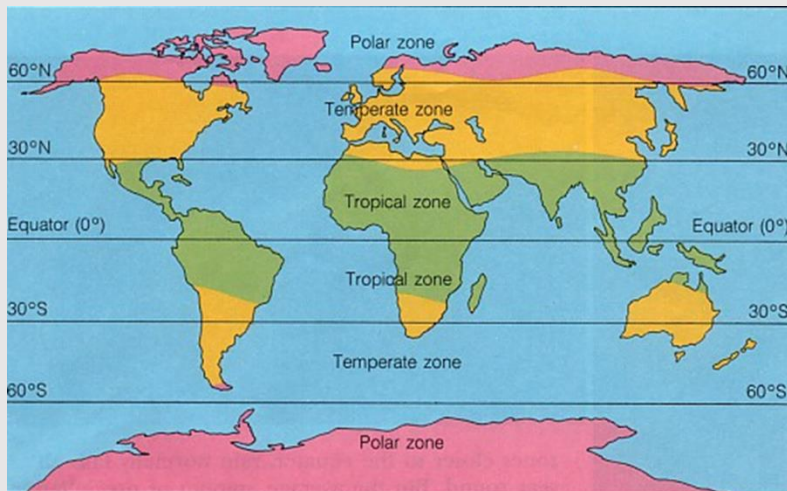 Polar zone
60°N
60°N
Temperate zone
30°N
30°N
Tropical zone
Equator (0°)
Equator (0°)
Tropical zone
30°S
30°S
Temperate zone
60°S
60°S
Polar zone